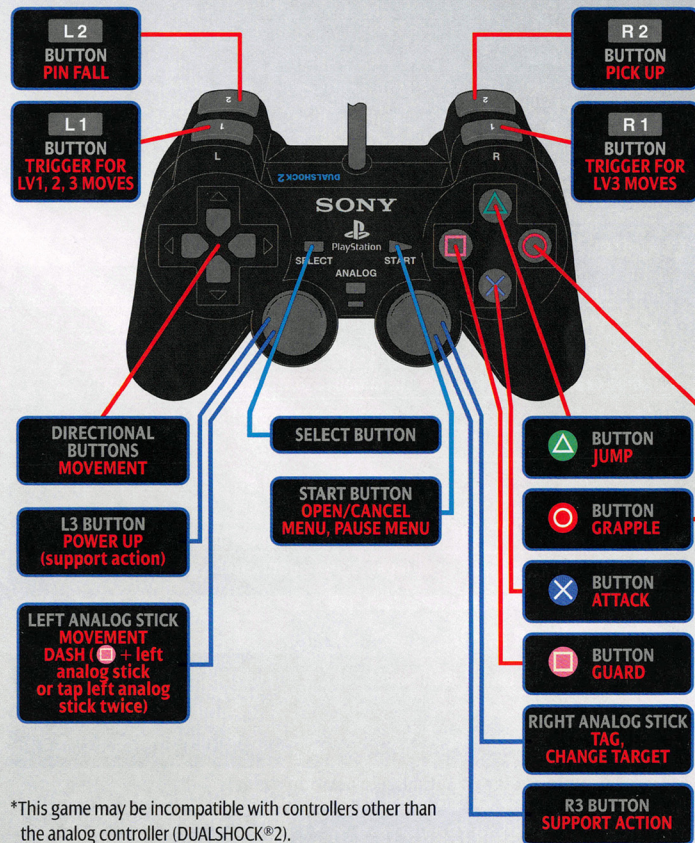 L2
BUTTON
PIN FALL
R2
BUTTON
PICK UP
L1
BUTTON
TRIGGER FOR
LV1, 2, 3 MOVES
R1
BUTTON
TRIGGER FOR
LV3 MOVES
2
1
L
2
1
R
DUALSHOCK 2
SONY
PlayStation
SELECT
START
ANALOG
DIRECTIONAL
BUTTONS
MOVEMENT
L3 BUTTON
POWER UP
(support action)
LEFT ANALOG STICK
MOVEMENT
DASH (□ + left
analog stick
or tap left analog
stick twice)
SELECT BUTTON
START BUTTON
OPEN/CANCEL
MENU, PAUSE MENU
△ BUTTON
JUMP
○ BUTTON
GRAPPLE
✕ BUTTON
ATTACK
□ BUTTON
GUARD
RIGHT ANALOG STICK
TAG,
CHANGE TARGET
R3 BUTTON
SUPPORT ACTION
*This game may be incompatible with controllers other than
the analog controller (DUALSHOCK®2).